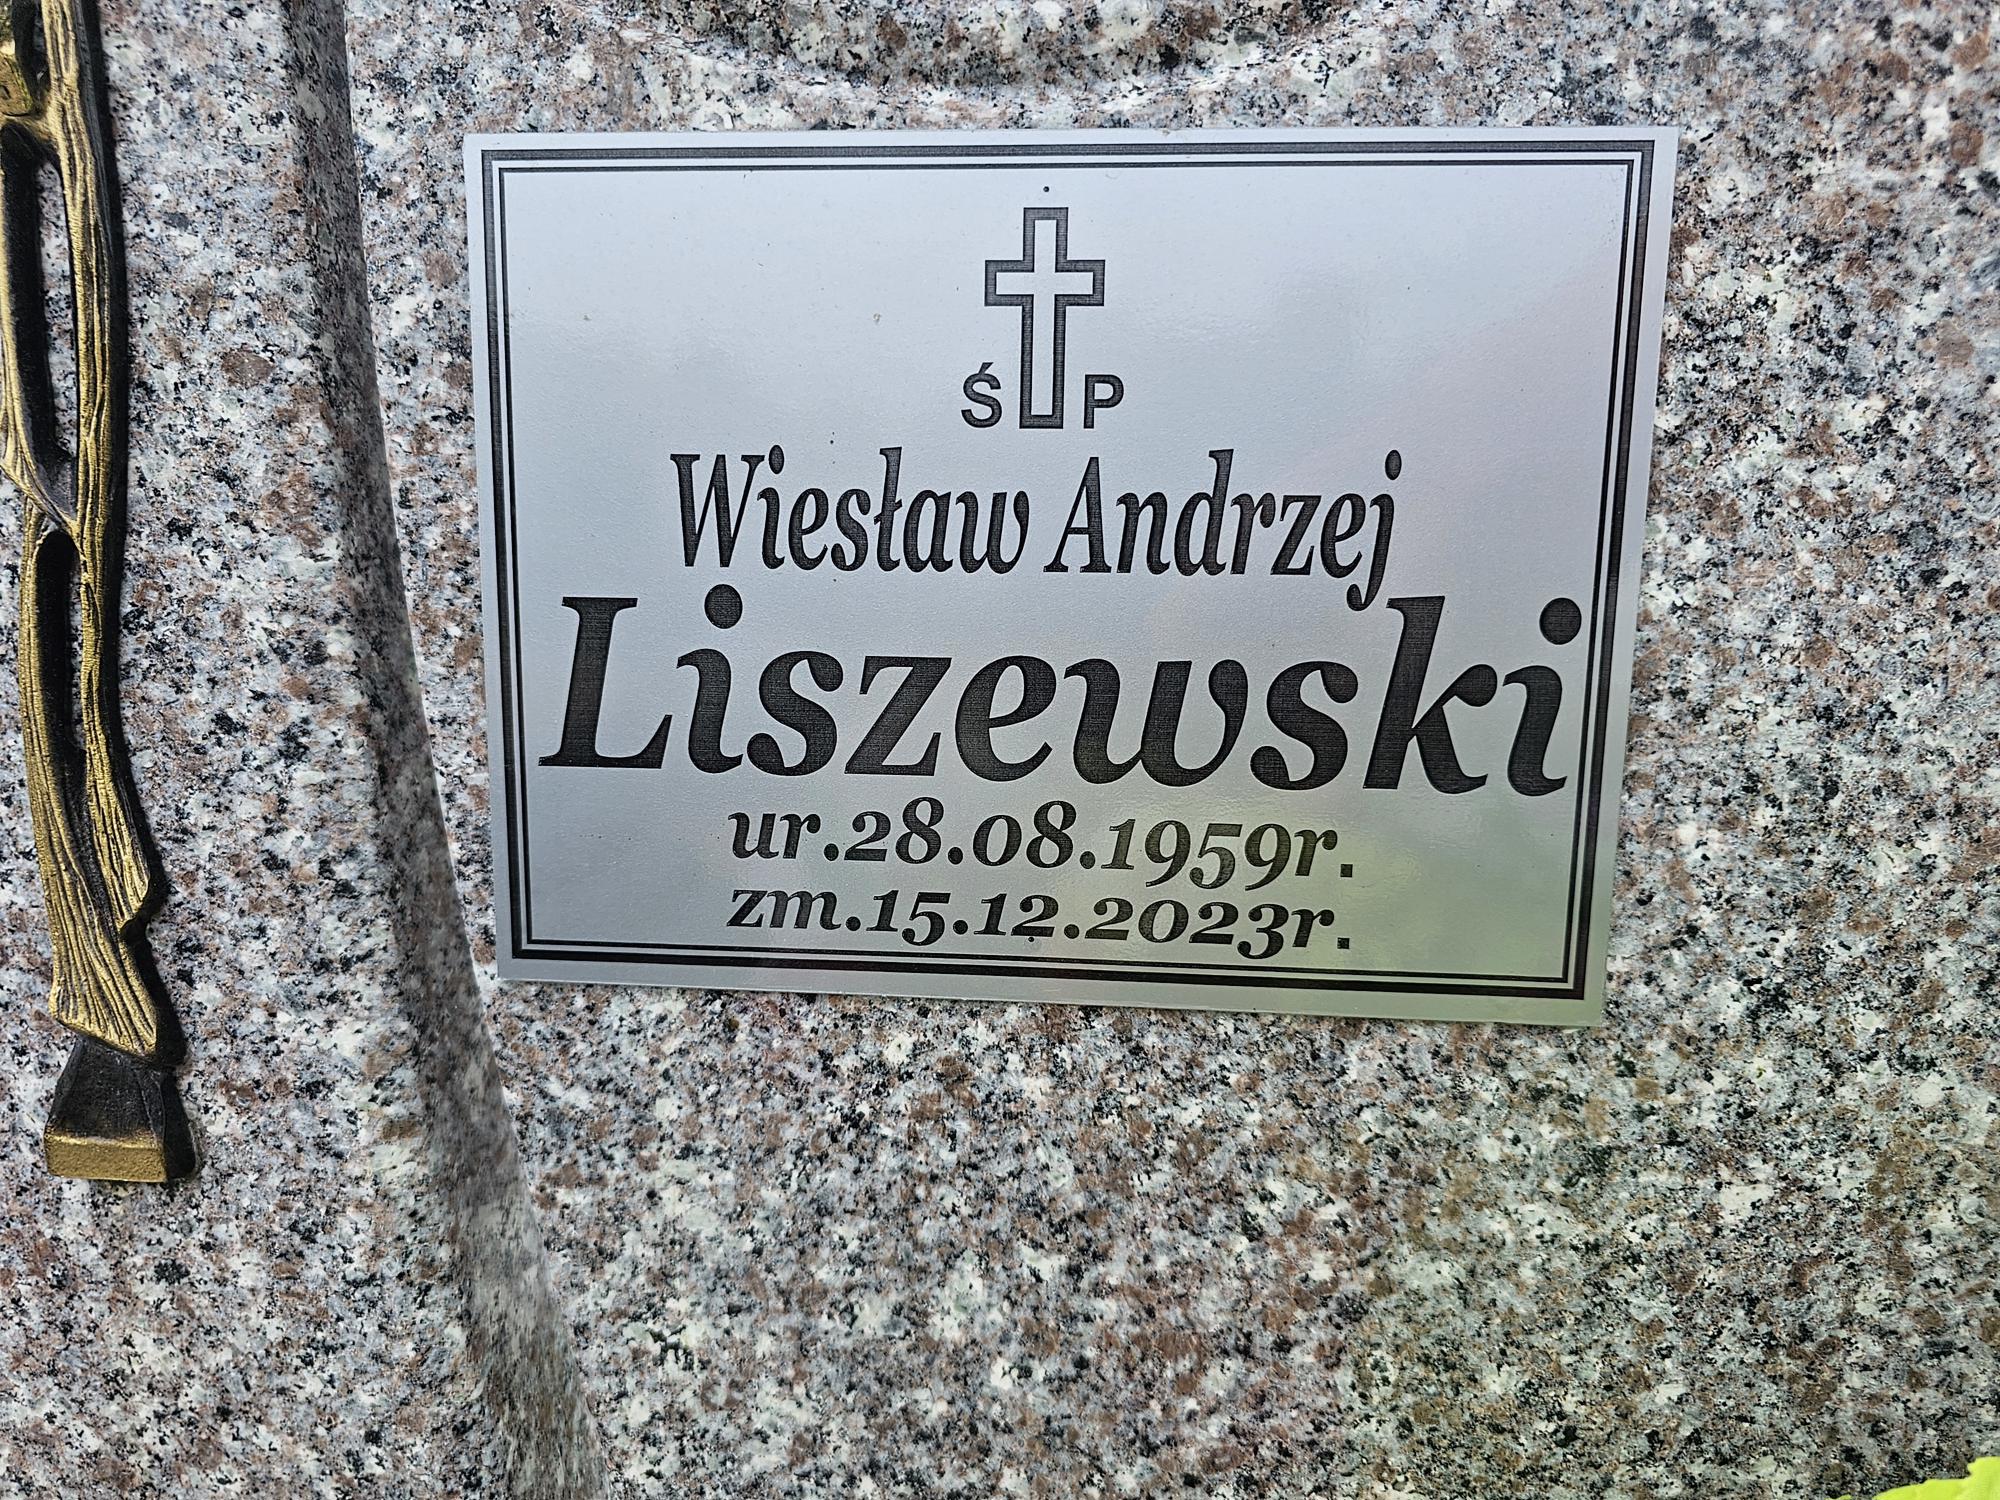 Ś P
Wiesław Andrzej
Liszewski
ur.28.08.1959r.
zm.15.12.2023r.